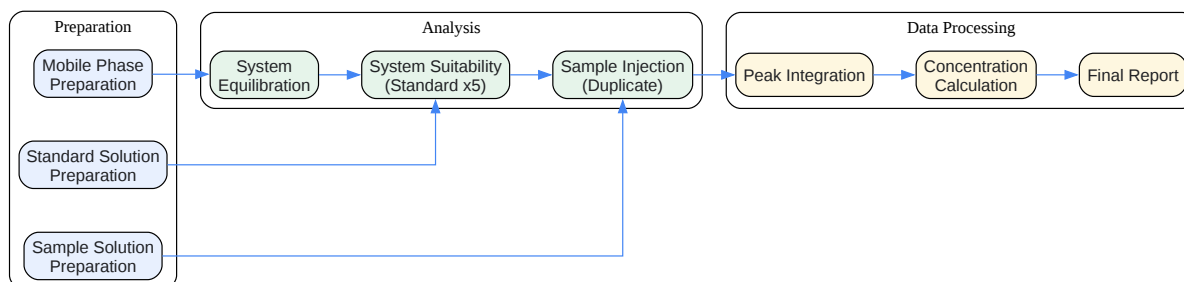 Preparation
Mobile Phase
Preparation
Standard Solution
Preparation
Sample Solution
Preparation
Analysis
System
Equilibration
System Suitability
(Standard x5)
Sample Injection
(Duplicate)
Data Processing
Peak Integration
Concentration
Calculation
Final Report